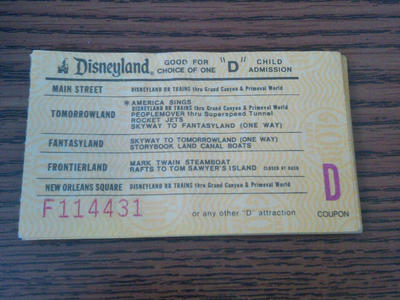 Disneyland® GOOD FOR CHOICE OF ONE "D" CHILD ADMISSION
MAIN STREET DISNEYLAND RR TRAINS thru Grand Canyon & Primeval World
TOMORROWLAND * AMERICA SINGS
DISNEYLAND RR TRAINS thru Grand Canyon & Primeval World
PEOPLEMOVER thru Superspeed Tunnel
ROCKET JETS
SKYWAY TO FANTASYLAND (ONE WAY)
FANTASYLAND SKYWAY TO TOMORROWLAND (ONE WAY)
STORYBOOK LAND CANAL BOATS
FRONTIERLAND MARK TWAIN STEAMBOAT
RAFTS TO TOM SAWYER'S ISLAND CLOSED BY DUSK
NEW ORLEANS SQUARE DISNEYLAND RR TRAINS thru Grand Canyon & Primeval World
D
F114431 or any other "D" attraction COUPON